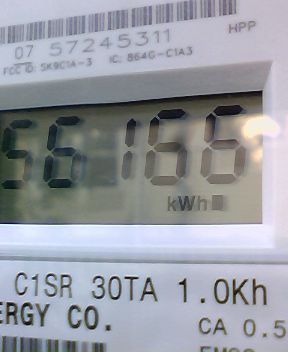 07 57245311 HPP
FCC ID: SK9C1A-3 IC: 864G-C1A3
56166
kWh
C1SR 30TA 1.0Kh
ERGY CO.
CA 0.5